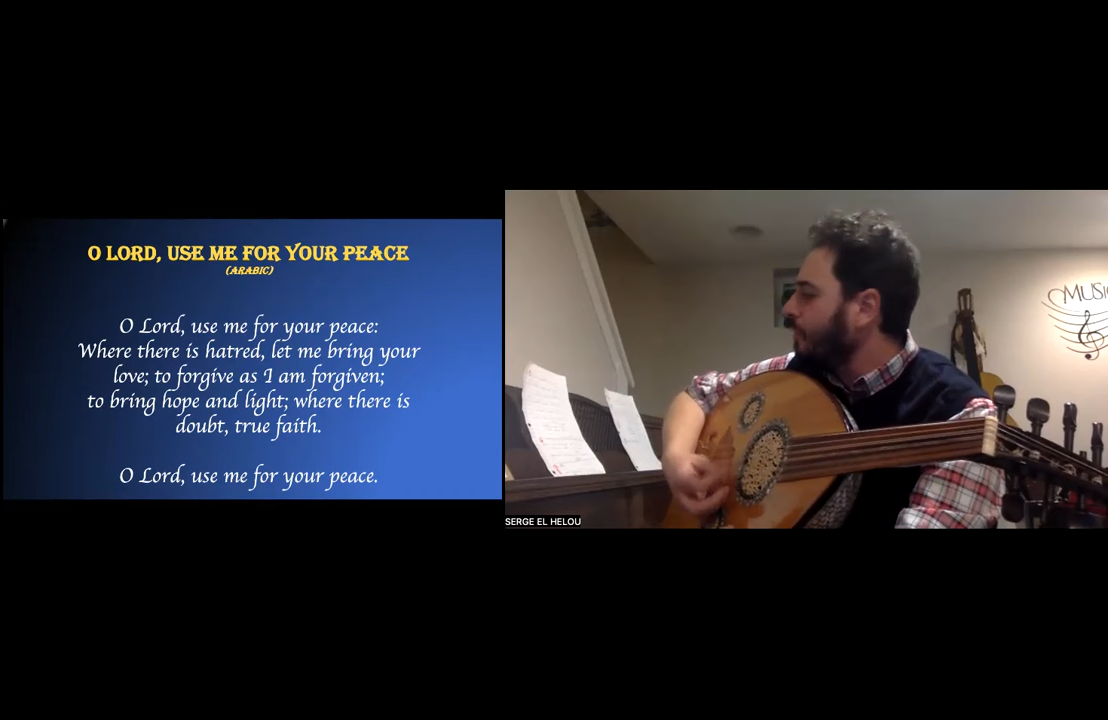 O LORD, USE ME FOR YOUR PEACE
(ARABIC)
O Lord, use me for your peace:
Where there is hatred, let me bring your
love; to forgive as I am forgiven;
to bring hope and light; where there is
doubt, true faith.
O Lord, use me for your peace.
MUSIC
SERGE EL HELOU